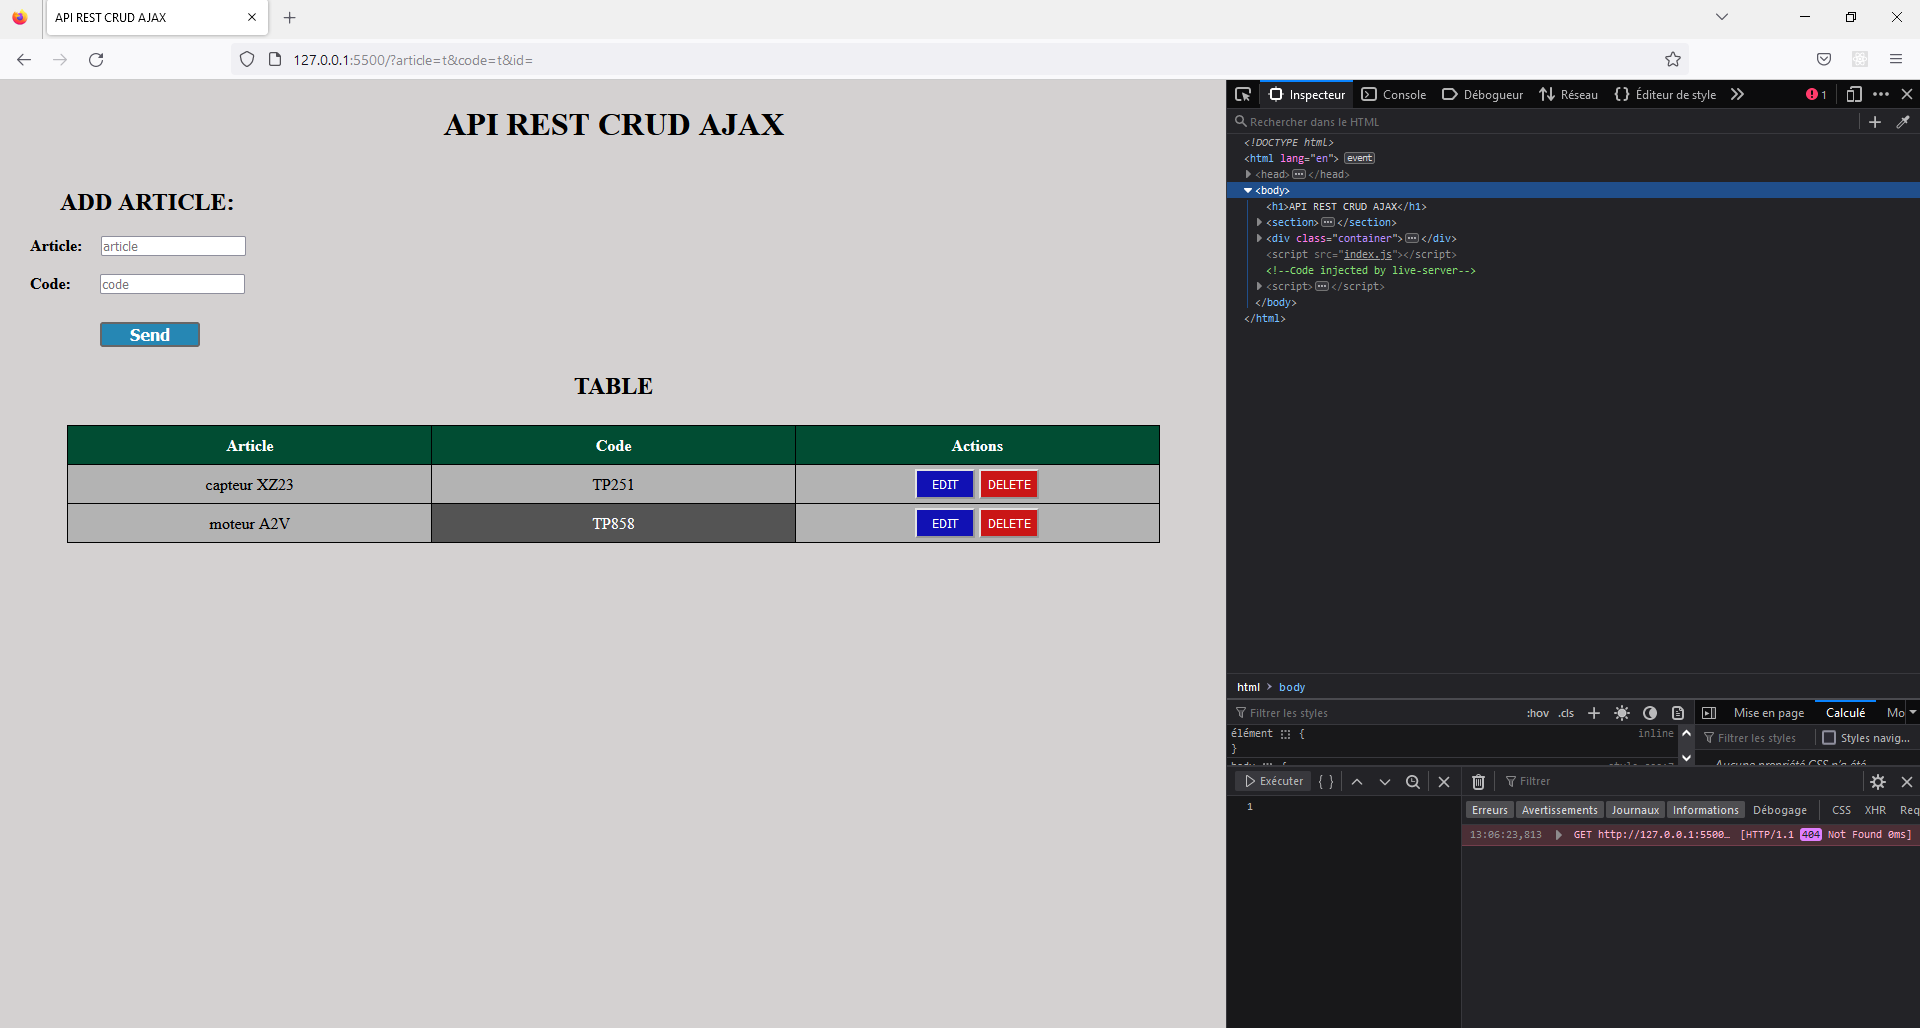 API REST CRUD AJAX
127.0.0.1:5500/?article=t&code=t&id=
API REST CRUD AJAX
ADD ARTICLE:
Article: article
Code: code
Send
TABLE
Article Code Actions
capteur XZ23 TP251 EDIT DELETE
moteur A2V TP858 EDIT DELETE
Inspecteur Console Débogueur Réseau Éditeur de style 1
Rechercher dans le HTML
<!DOCTYPE html>
<html lang="en"> event
<head> </head>
<body>
<h1>API REST CRUD AJAX</h1>
<section> </section>
<div class="container"> </div>
<script src="index.js"></script>
<!--Code injected by live-server-->
<script> </script>
</body>
</html>
html > body
Filtrer les styles :hov .cls Mise en page Calculé Mo
élément { inline
}
Filtrer les styles Styles navig...
Exécuter { } Filtrer
1
Erreurs Avertissements Journaux Informations Débogage CSS XHR Req
13:06:23,813 GET http://127.0.0.1:5500… [HTTP/1.1 404 Not Found 0ms]